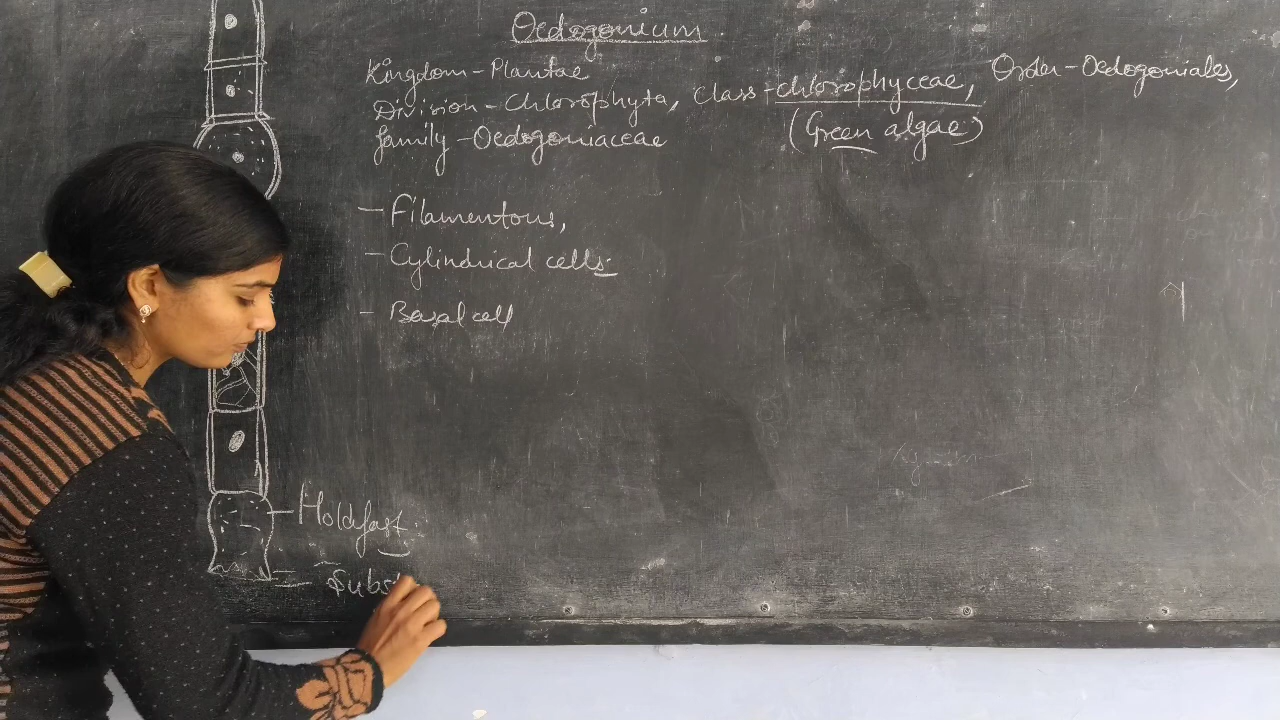 Oedogonium
Kingdom - Plantae
Division - Chlorophyta, Class - chlorophyceae, Order - Oedogoniales,
(Green algae)
family - Oedogoniaceae
- Filamentous,
- Cylindrical cells.
- Basal cell
Holdfast
Subs